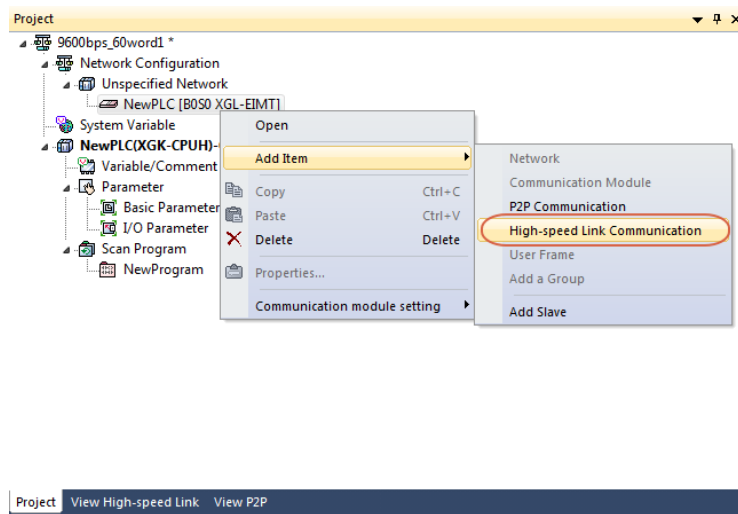 Project
9600bps_60word1 *
Network Configuration
Unspecified Network
NewPLC [B0S0 XGL-EIMT]
System Variable
NewPLC(XGK-CPUH)-
Variable/Comment
Parameter
Basic Parameter
I/O Parameter
Scan Program
NewProgram
Open
Add Item
Copy Ctrl+C
Paste Ctrl+V
Delete Delete
Properties...
Communication module setting
Network
Communication Module
P2P Communication
High-speed Link Communication
User Frame
Add a Group
Add Slave
Project View High-speed Link View P2P